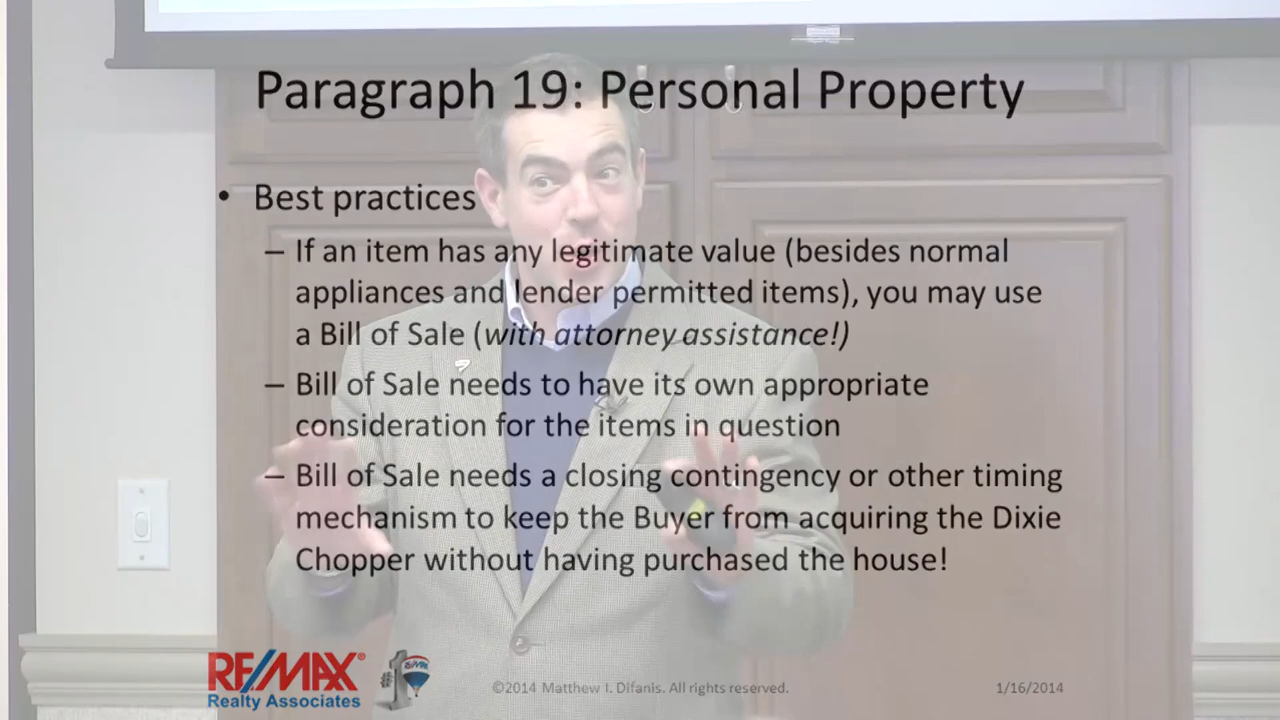 Paragraph 19: Personal Property
• Best practices
– If an item has any legitimate value (besides normal
appliances and lender permitted items), you may use
a Bill of Sale (with attorney assistance!)
– Bill of Sale needs to have its own appropriate
consideration for the items in question
– Bill of Sale needs a closing contingency or other timing
mechanism to keep the Buyer from acquiring the Dixie
Chopper without having purchased the house!
RE/MAX®
Realty Associates
#1 RE/MAX
©2014 Matthew I. Difanis. All rights reserved.
1/16/2014